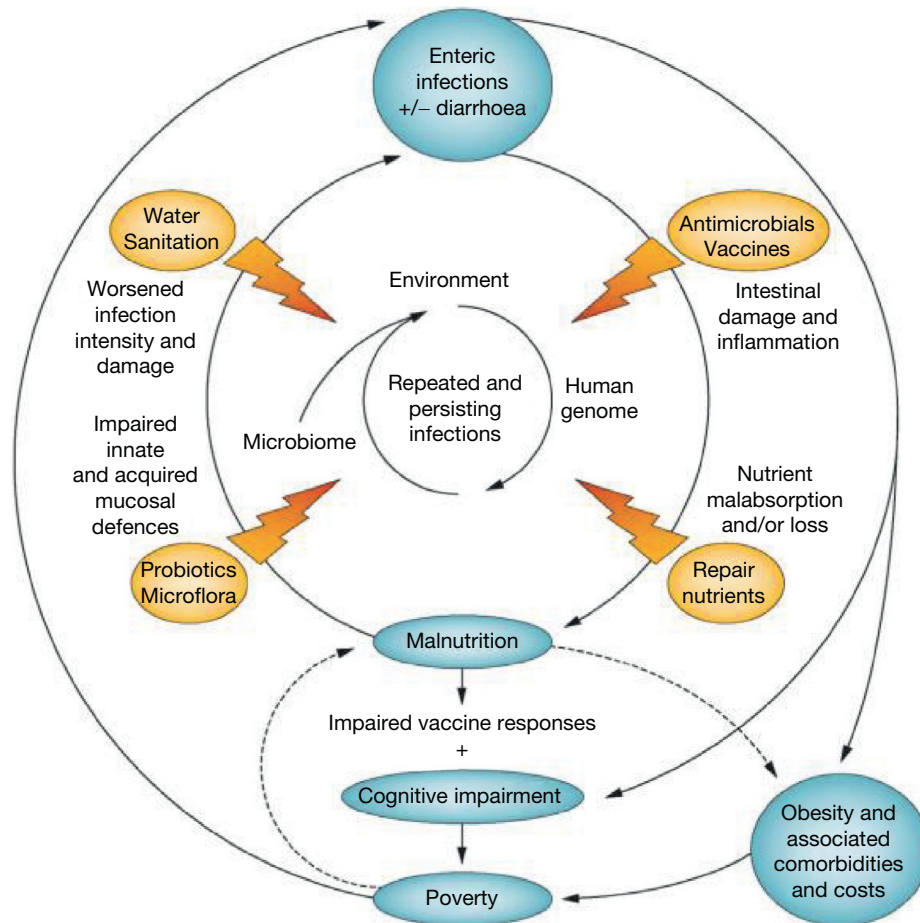 Enteric
infections
+/− diarrhoea
Water
Sanitation
Antimicrobials
Vaccines
Worsened
infection
intensity and
damage
Environment
Intestinal
damage and
inflammation
Repeated and
persisting
infections
Human
genome
Microbiome
Impaired
innate
and acquired
mucosal
defences
Nutrient
malabsorption
and/or loss
Probiotics
Microflora
Repair
nutrients
Malnutrition
Impaired vaccine responses
+
Cognitive impairment
Obesity and
associated
comorbidities
and costs
Poverty